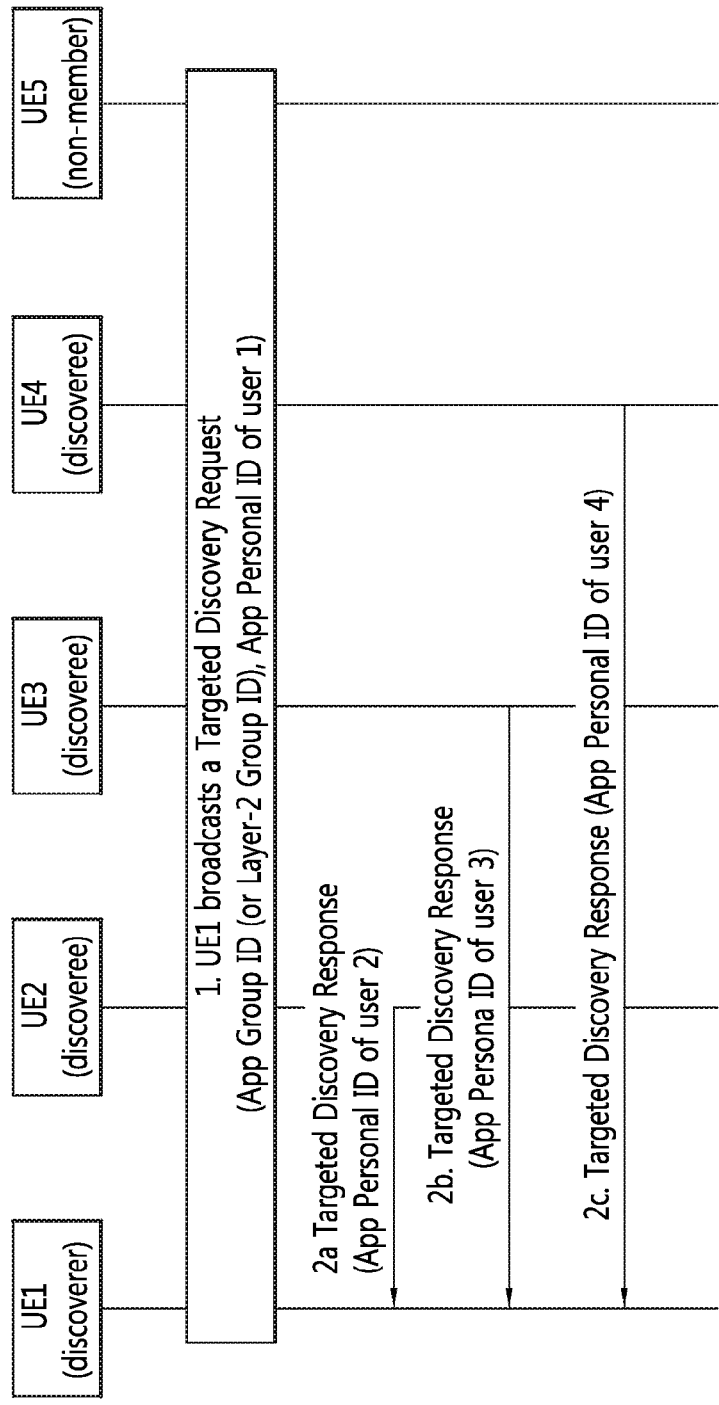 UE1
(discoverer)
UE2
(discoveree)
UE3
(discoveree)
UE4
(discoveree)
UE5
(non-member)
1. UE1 broadcasts a Targeted Discovery Request
(App Group ID (or Layer-2 Group ID), App Personal ID of user 1)
2a Targeted Discovery Response
(App Personal ID of user 2)
2b. Targeted Discovery Response
(App Persona ID of user 3)
2c. Targeted Discovery Response (App Personal ID of user 4)